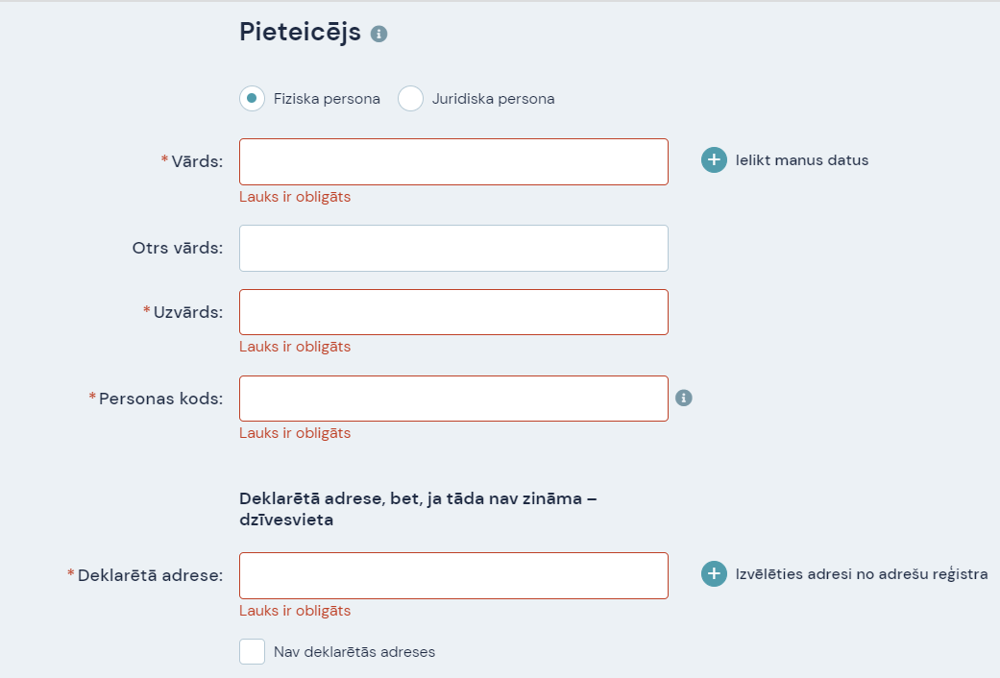 Pieteicējs
Fiziska persona Juridiska persona
* Vārds: Ielikt manus datus
Lauks ir obligāts
Otrs vārds:
* Uzvārds:
Lauks ir obligāts
* Personas kods:
Lauks ir obligāts
Deklarētā adrese, bet, ja tāda nav zināma –
dzīvesvieta
* Deklarētā adrese: Izvēlēties adresi no adrešu reģistra
Lauks ir obligāts
Nav deklarētās adreses